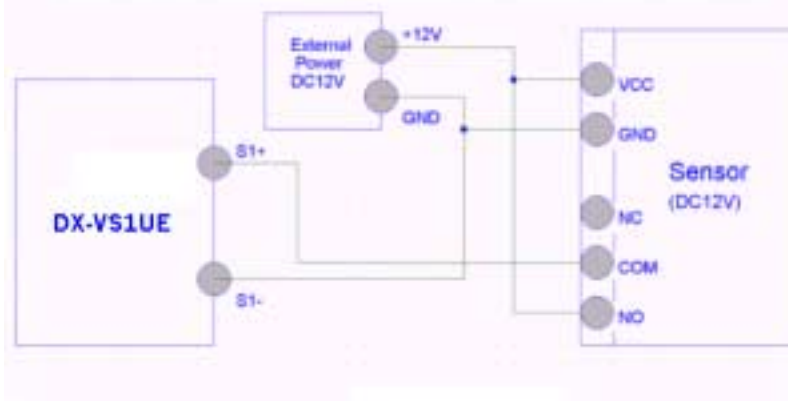 External
Power
DC12V
+12V
GND
DX-VS1UE
S1+
S1-
VCC
GND
NC
COM
NO
Sensor
(DC12V)